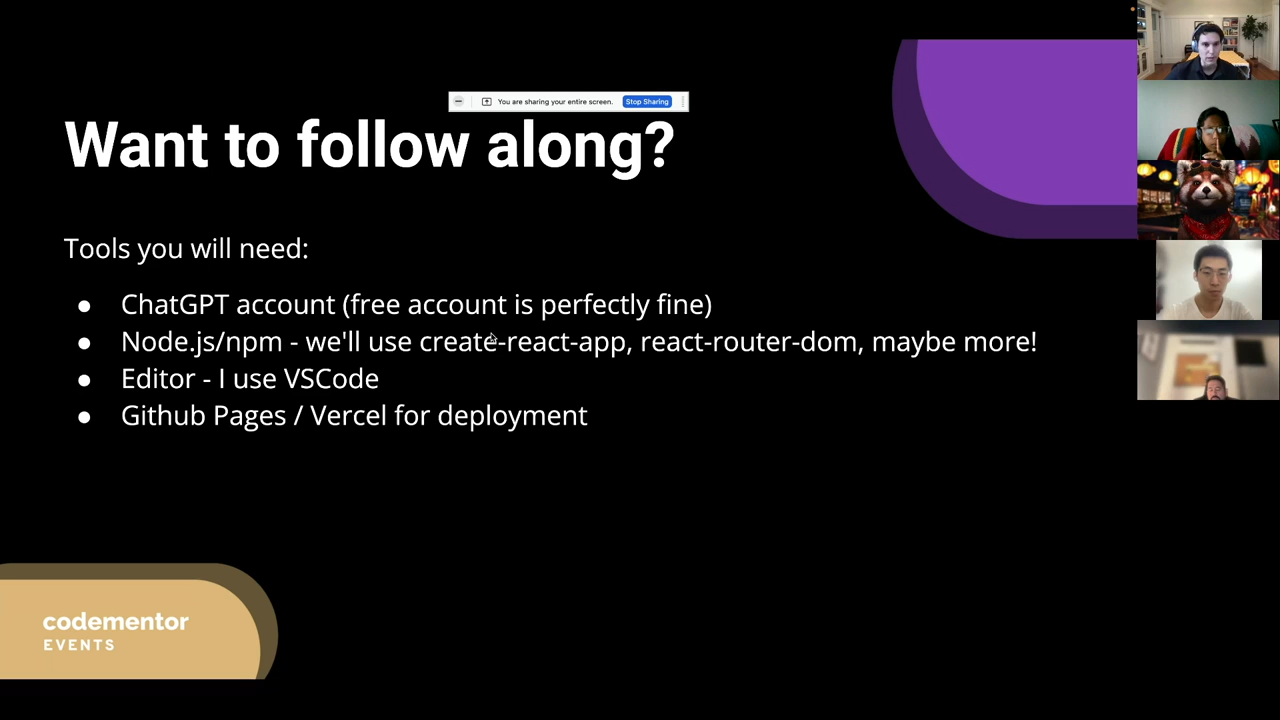 You are sharing your entire screen.
Stop Sharing
Want to follow along?
Tools you will need:
● ChatGPT account (free account is perfectly fine)
● Node.js/npm - we'll use create-react-app, react-router-dom, maybe more!
● Editor - I use VSCode
● Github Pages / Vercel for deployment
codementor
EVENTS